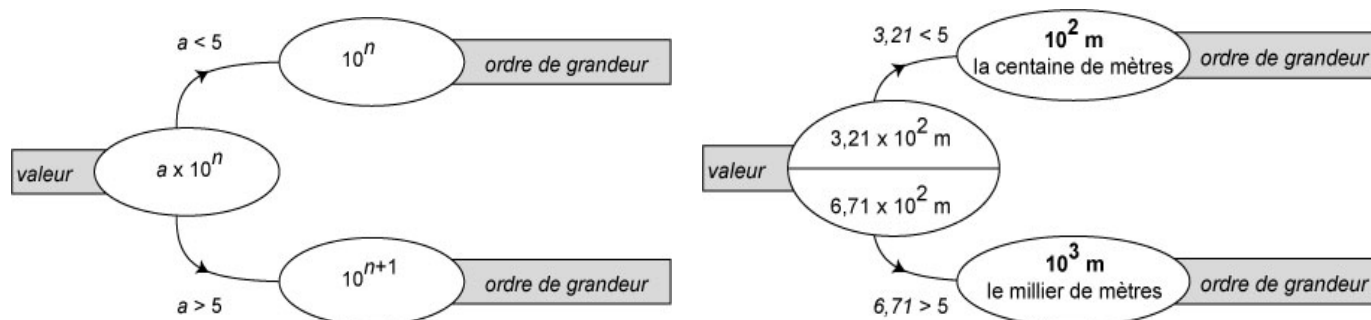 a < 5
10^n
ordre de grandeur
valeur
a x 10^n
10^{n+1}
ordre de grandeur
a > 5
3,21 < 5
10^2 m
la centaine de mètres
ordre de grandeur
valeur
3,21 x 10^2 m
6,71 x 10^2 m
10^3 m
le millier de mètres
ordre de grandeur
6,71 > 5